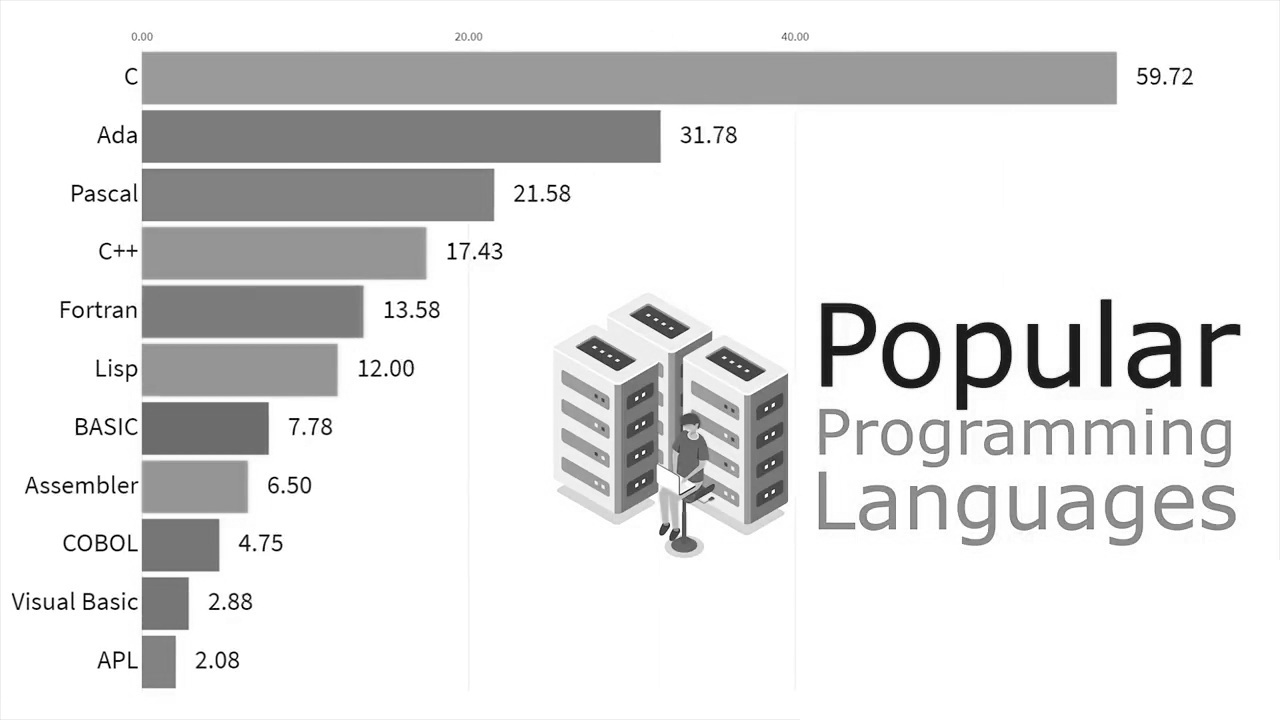 0.00 20.00 40.00
C 59.72
Ada 31.78
Pascal 21.58
C++ 17.43
Fortran 13.58
Lisp 12.00
BASIC 7.78
Assembler 6.50
COBOL 4.75
Visual Basic 2.88
APL 2.08
Popular
Programming
Languages